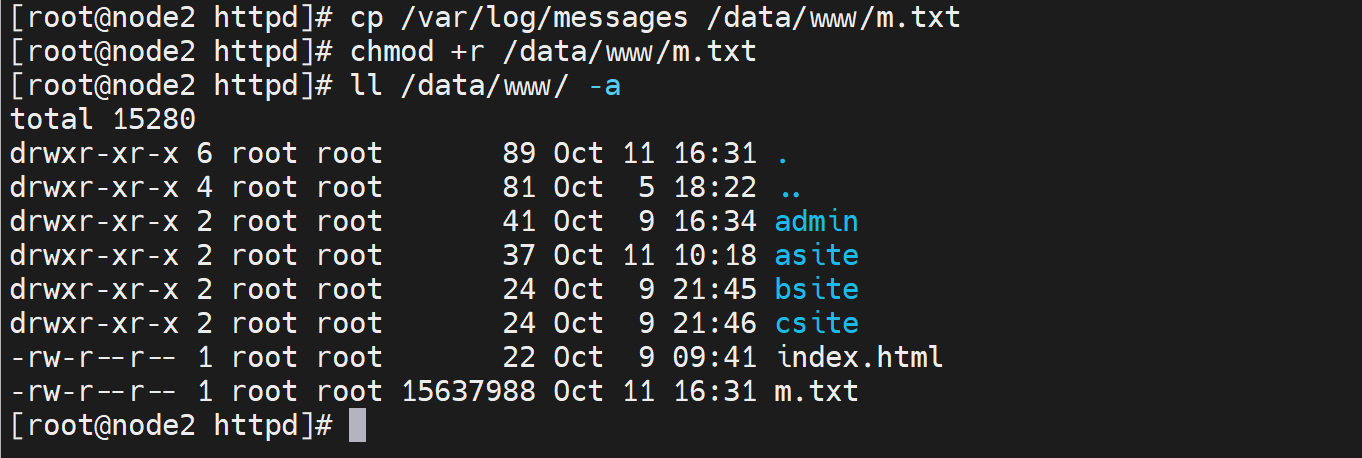 [root@node2 httpd]# cp /var/log/messages /data/www/m.txt
[root@node2 httpd]# chmod +r /data/www/m.txt
[root@node2 httpd]# ll /data/www/ -a
total 15280
drwxr-xr-x 6 root root       89 Oct 11 16:31 .
drwxr-xr-x 4 root root       81 Oct  5 18:22 ..
drwxr-xr-x 2 root root       41 Oct  9 16:34 admin
drwxr-xr-x 2 root root       37 Oct 11 10:18 asite
drwxr-xr-x 2 root root       24 Oct  9 21:45 bsite
drwxr-xr-x 2 root root       24 Oct  9 21:46 csite
-rw-r--r-- 1 root root       22 Oct  9 09:41 index.html
-rw-r--r-- 1 root root 15637988 Oct 11 16:31 m.txt
[root@node2 httpd]#